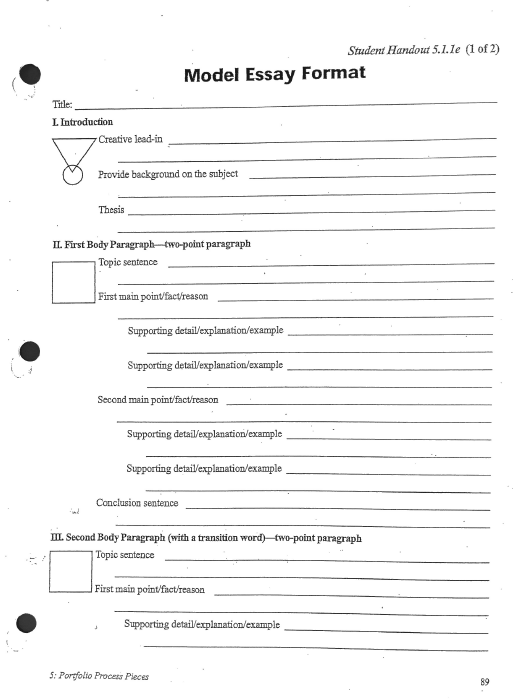 Student Handout 5.1.1e (1 of 2)
Model Essay Format
Title:
I. Introduction
Creative lead-in
Provide background on the subject
Thesis
II. First Body Paragraph—two-point paragraph
Topic sentence
First main point/fact/reason
Supporting detail/explanation/example
Supporting detail/explanation/example
Second main point/fact/reason
Supporting detail/explanation/example
Supporting detail/explanation/example
Conclusion sentence
III. Second Body Paragraph (with a transition word)—two-point paragraph
Topic sentence
First main point/fact/reason
Supporting detail/explanation/example
5: Portfolio Process Pieces
89